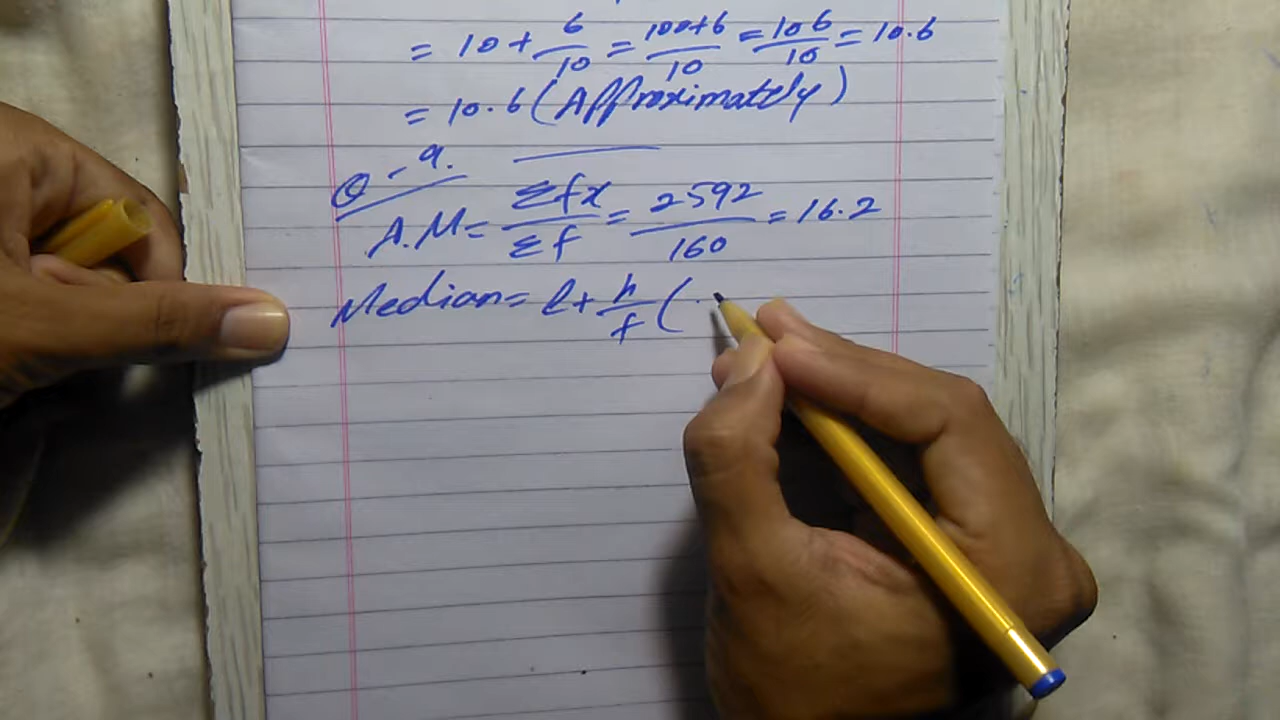 = 10 + 6/10 = 100+6/10 = 106/10 = 10.6
= 10.6 (Approximately)
Q-9.
A.M = Σfx/Σf = 2592/160 = 16.2
Median = l + h/f (